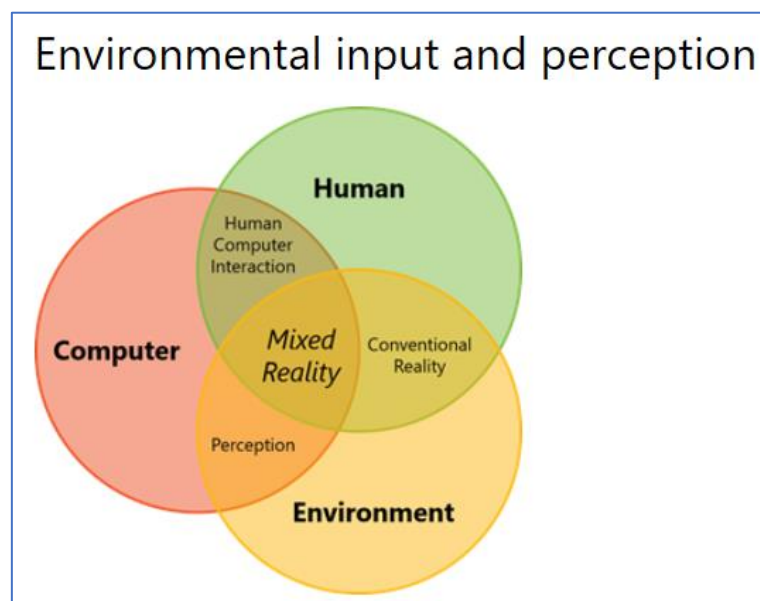 Environmental input and perception
Human
Human
Computer
Interaction
Computer
Mixed
Reality
Conventional
Reality
Perception
Environment